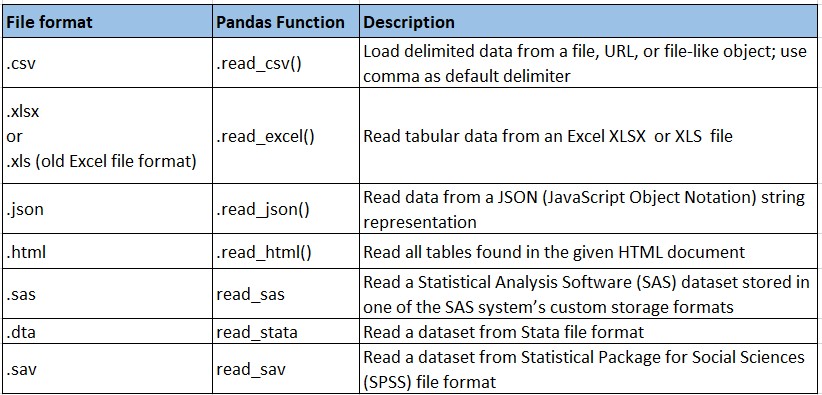 File format Pandas Function Description
.csv .read_csv() Load delimited data from a file, URL, or file-like object; use
comma as default delimiter
.xlsx
or
.xls (old Excel file format) .read_excel() Read tabular data from an Excel XLSX or XLS file
.json .read_json() Read data from a JSON (JavaScript Object Notation) string
representation
.html .read_html() Read all tables found in the given HTML document
.sas read_sas Read a Statistical Analysis Software (SAS) dataset stored in
one of the SAS system’s custom storage formats
.dta read_stata Read a dataset from Stata file format
.sav read_sav Read a dataset from Statistical Package for Social Sciences
(SPSS) file format